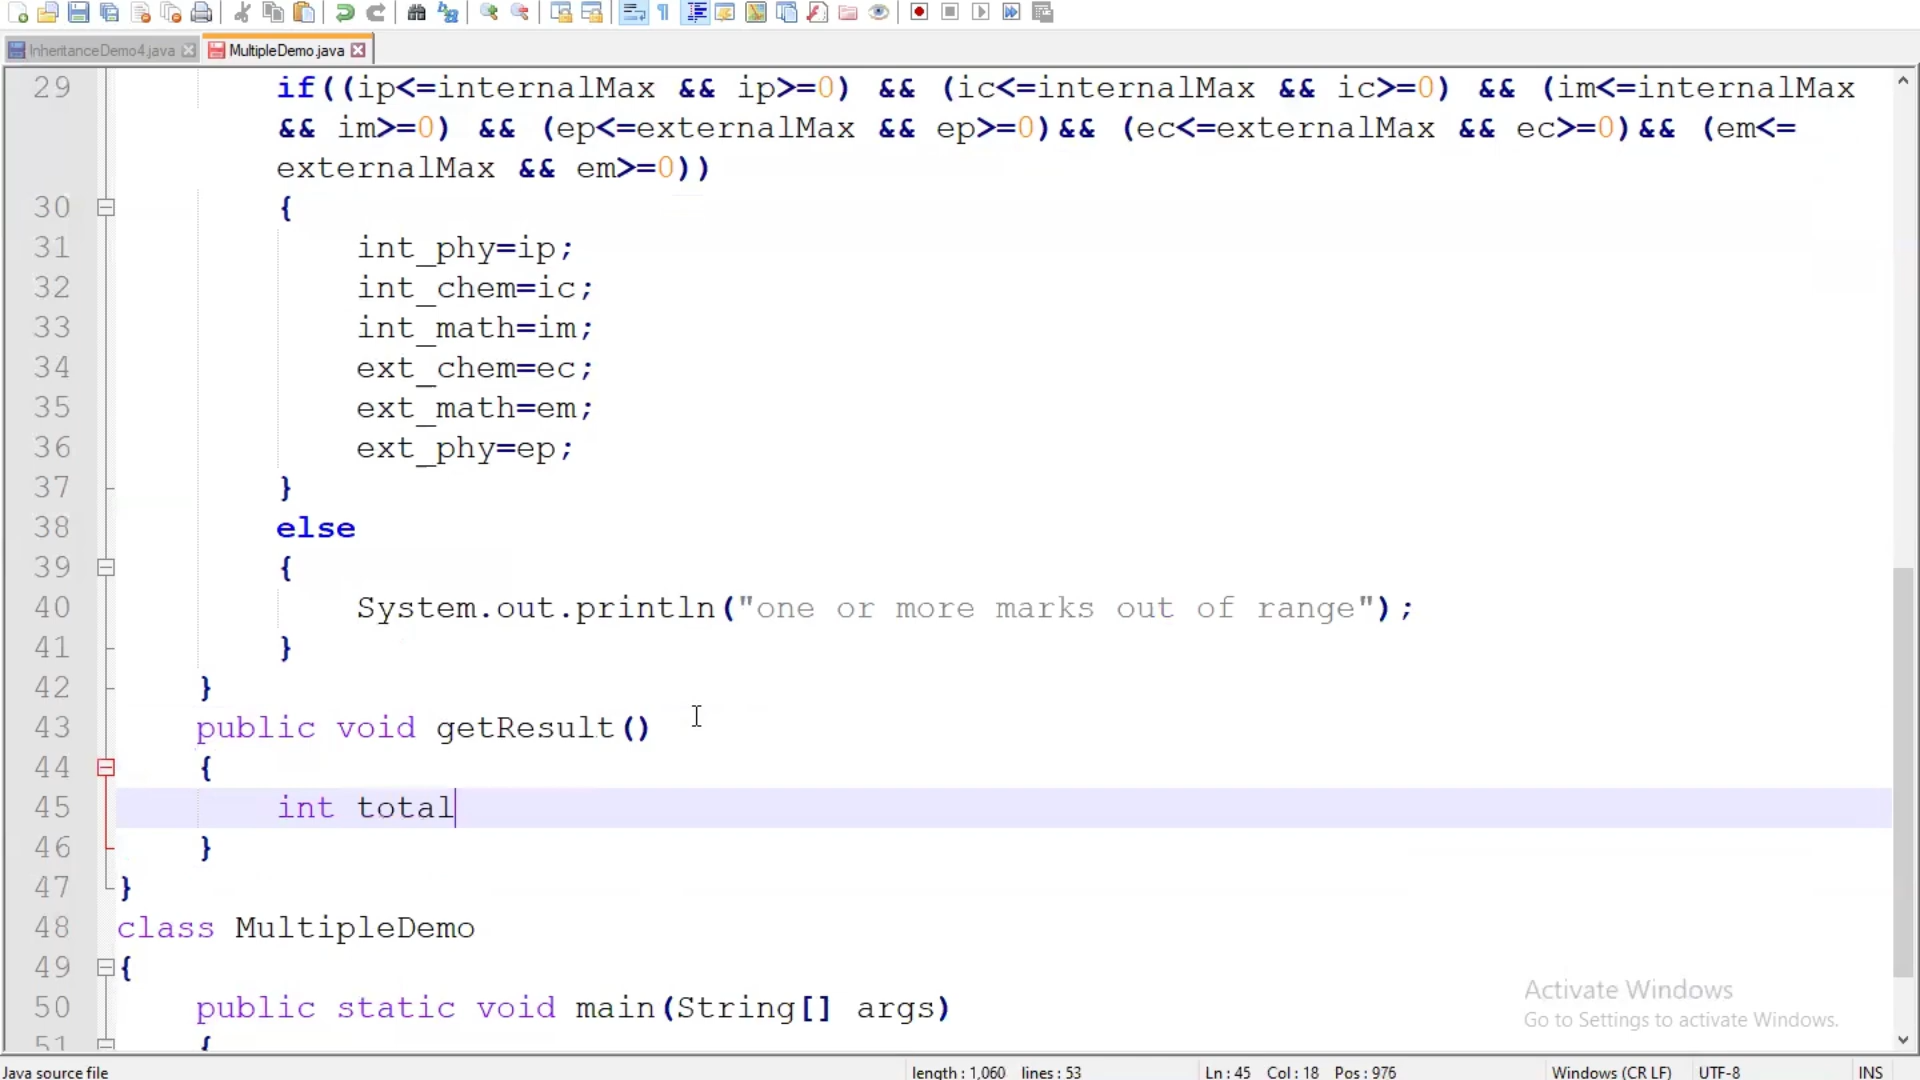 InheritanceDemo4.java MultipleDemo.java
29 if((ip<=internalMax && ip>=0) && (ic<=internalMax && ic>=0) && (im<=internalMax
&& im>=0) && (ep<=externalMax && ep>=0)&& (ec<=externalMax && ec>=0)&& (em<=
externalMax && em>=0))
30 {
31 int_phy=ip;
32 int_chem=ic;
33 int_math=im;
34 ext_chem=ec;
35 ext_math=em;
36 ext_phy=ep;
37 }
38 else
39 {
40 System.out.println("one or more marks out of range");
41 }
42 }
43 public void getResult()
44 {
45 int total
46 }
47 }
48 class MultipleDemo
49 {
50 public static void main(String[] args)
51 {
Activate Windows
Go to Settings to activate Windows.
Java source file length : 1,060 lines : 53 Ln : 45 Col : 18 Pos : 976 Windows (CR LF) UTF-8 INS